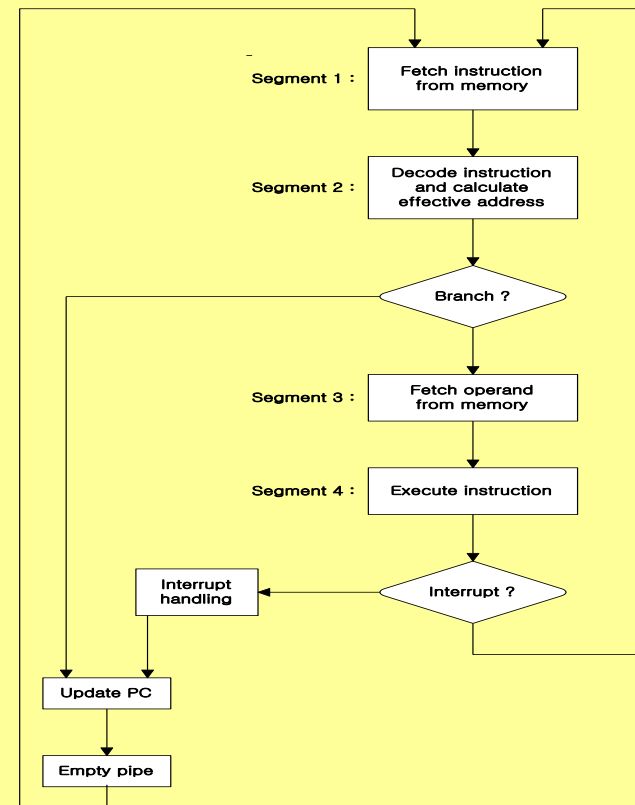 Segment 1 :
Fetch instruction
from memory
Segment 2 :
Decode instruction
and calculate
effective address
Branch ?
Segment 3 :
Fetch operand
from memory
Segment 4 :
Execute instruction
Interrupt
handling
Interrupt ?
Update PC
Empty pipe